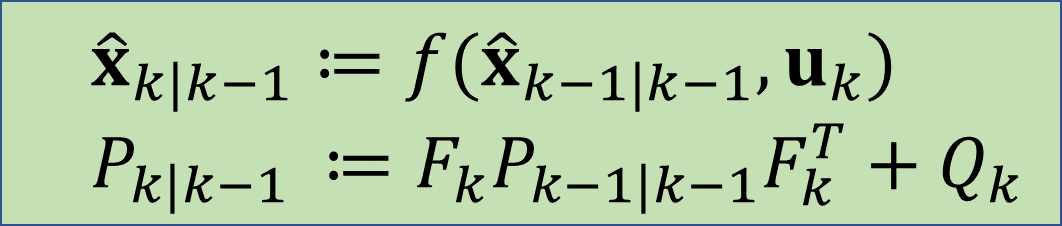 x̂ₖ|ₖ₋₁ := f(x̂ₖ₋₁|ₖ₋₁, uₖ)
Pₖ|ₖ₋₁ := FₖPₖ₋₁|ₖ₋₁Fₖᵀ + Qₖ